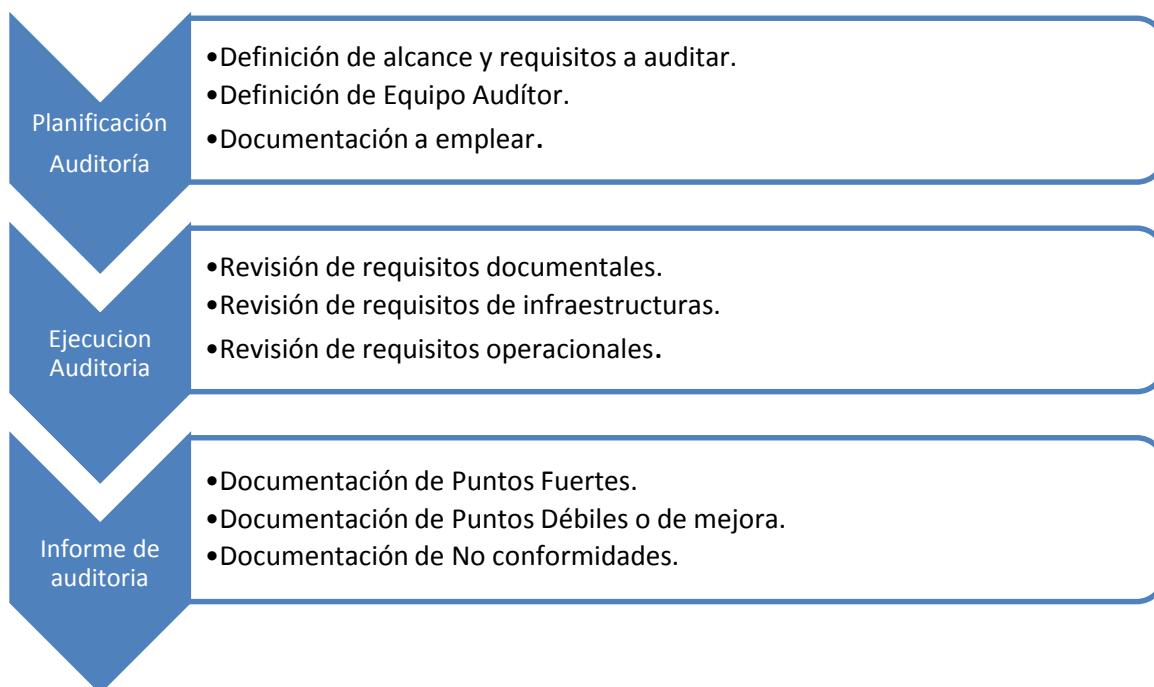 Planificación
Auditoría
•Definición de alcance y requisitos a auditar.
•Definición de Equipo Audítor.
•Documentación a emplear.
Ejecucion
Auditoria
•Revisión de requisitos documentales.
•Revisión de requisitos de infraestructuras.
•Revisión de requisitos operacionales.
Informe de
auditoria
•Documentación de Puntos Fuertes.
•Documentación de Puntos Débiles o de mejora.
•Documentación de No conformidades.